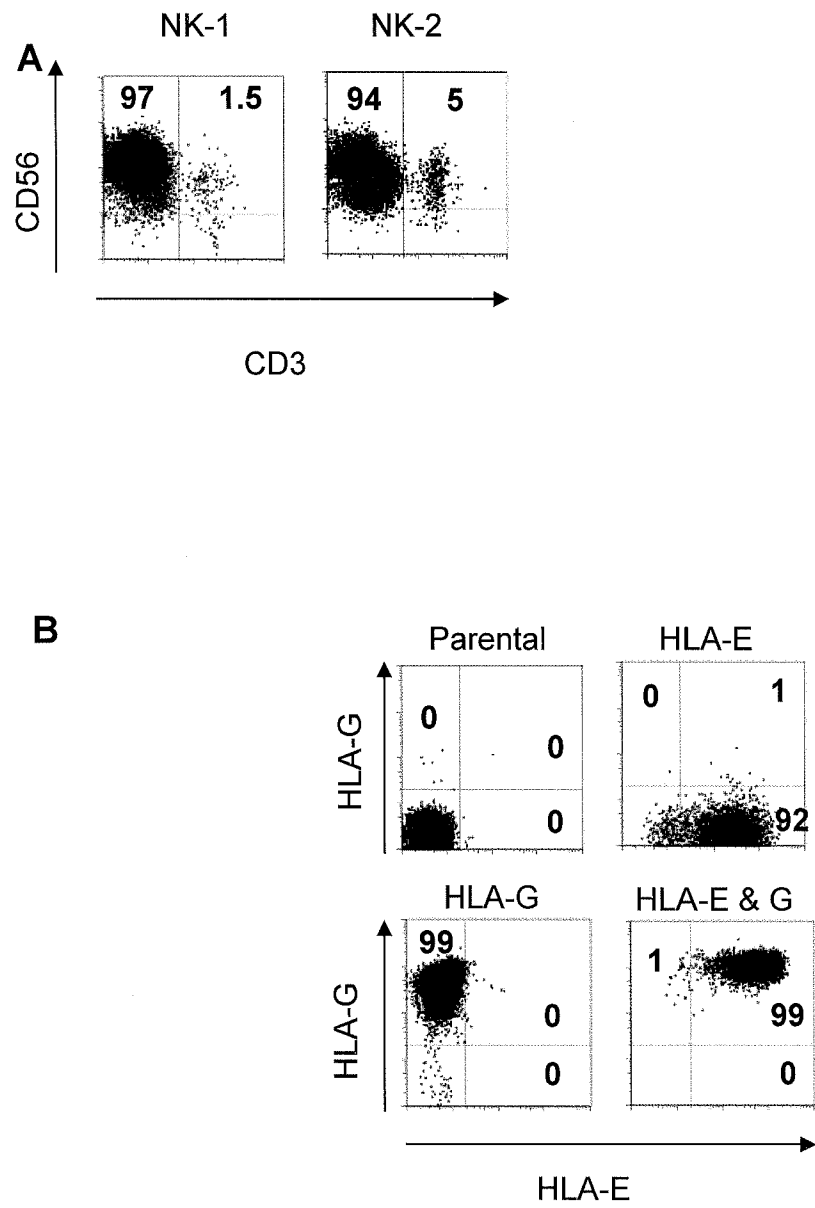 A
NK-1 NK-2
97 1.5 94 5
CD56
CD3
B
Parental HLA-E
HLA-G
0 0 0
0 1 92
HLA-G HLA-E & G
HLA-G
99 0 0
1 99 0
HLA-E